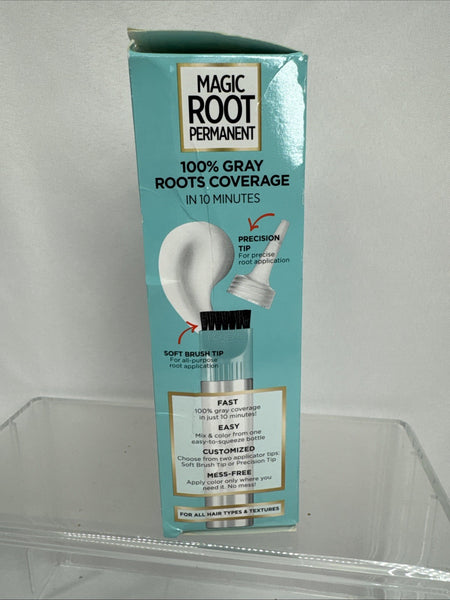 MAGIC
ROOT
PERMANENT
100% GRAY
ROOTS COVERAGE
IN 10 MINUTES
PRECISION
TIP
For precise
root application
SOFT BRUSH TIP
For all-purpose
root application
FAST
100% gray coverage
in just 10 minutes!
EASY
Mix & color from one
easy-to-squeeze bottle
CUSTOMIZED
Choose from two applicator tips:
Soft Brush Tip or Precision Tip
MESS-FREE
Apply color only where you
need it. No mess!
FOR ALL HAIR TYPES & TEXTURES